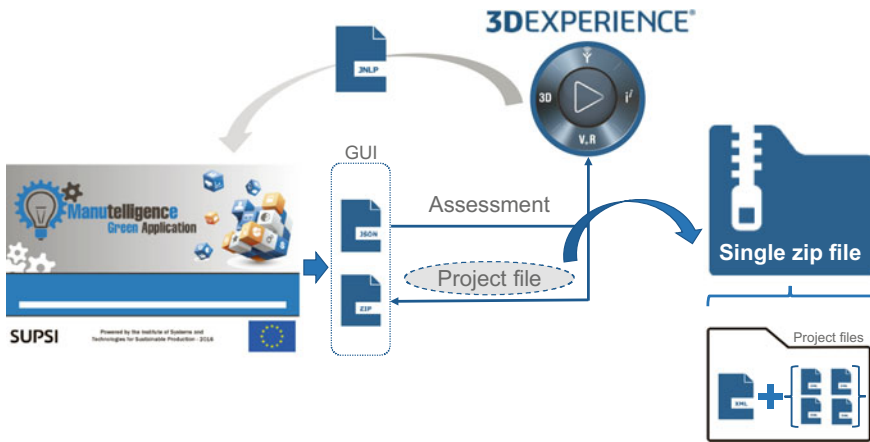 3DEXPERIENCE®
JNLP
3D
V,R
GUI
Manutelligence
Green Application
JSON
Assessment
Project file
ZIP
Single zip file
SUPSI
Powered by the Institute of Systems and
Technologies for Sustainable Production - 2016
Project files
XML